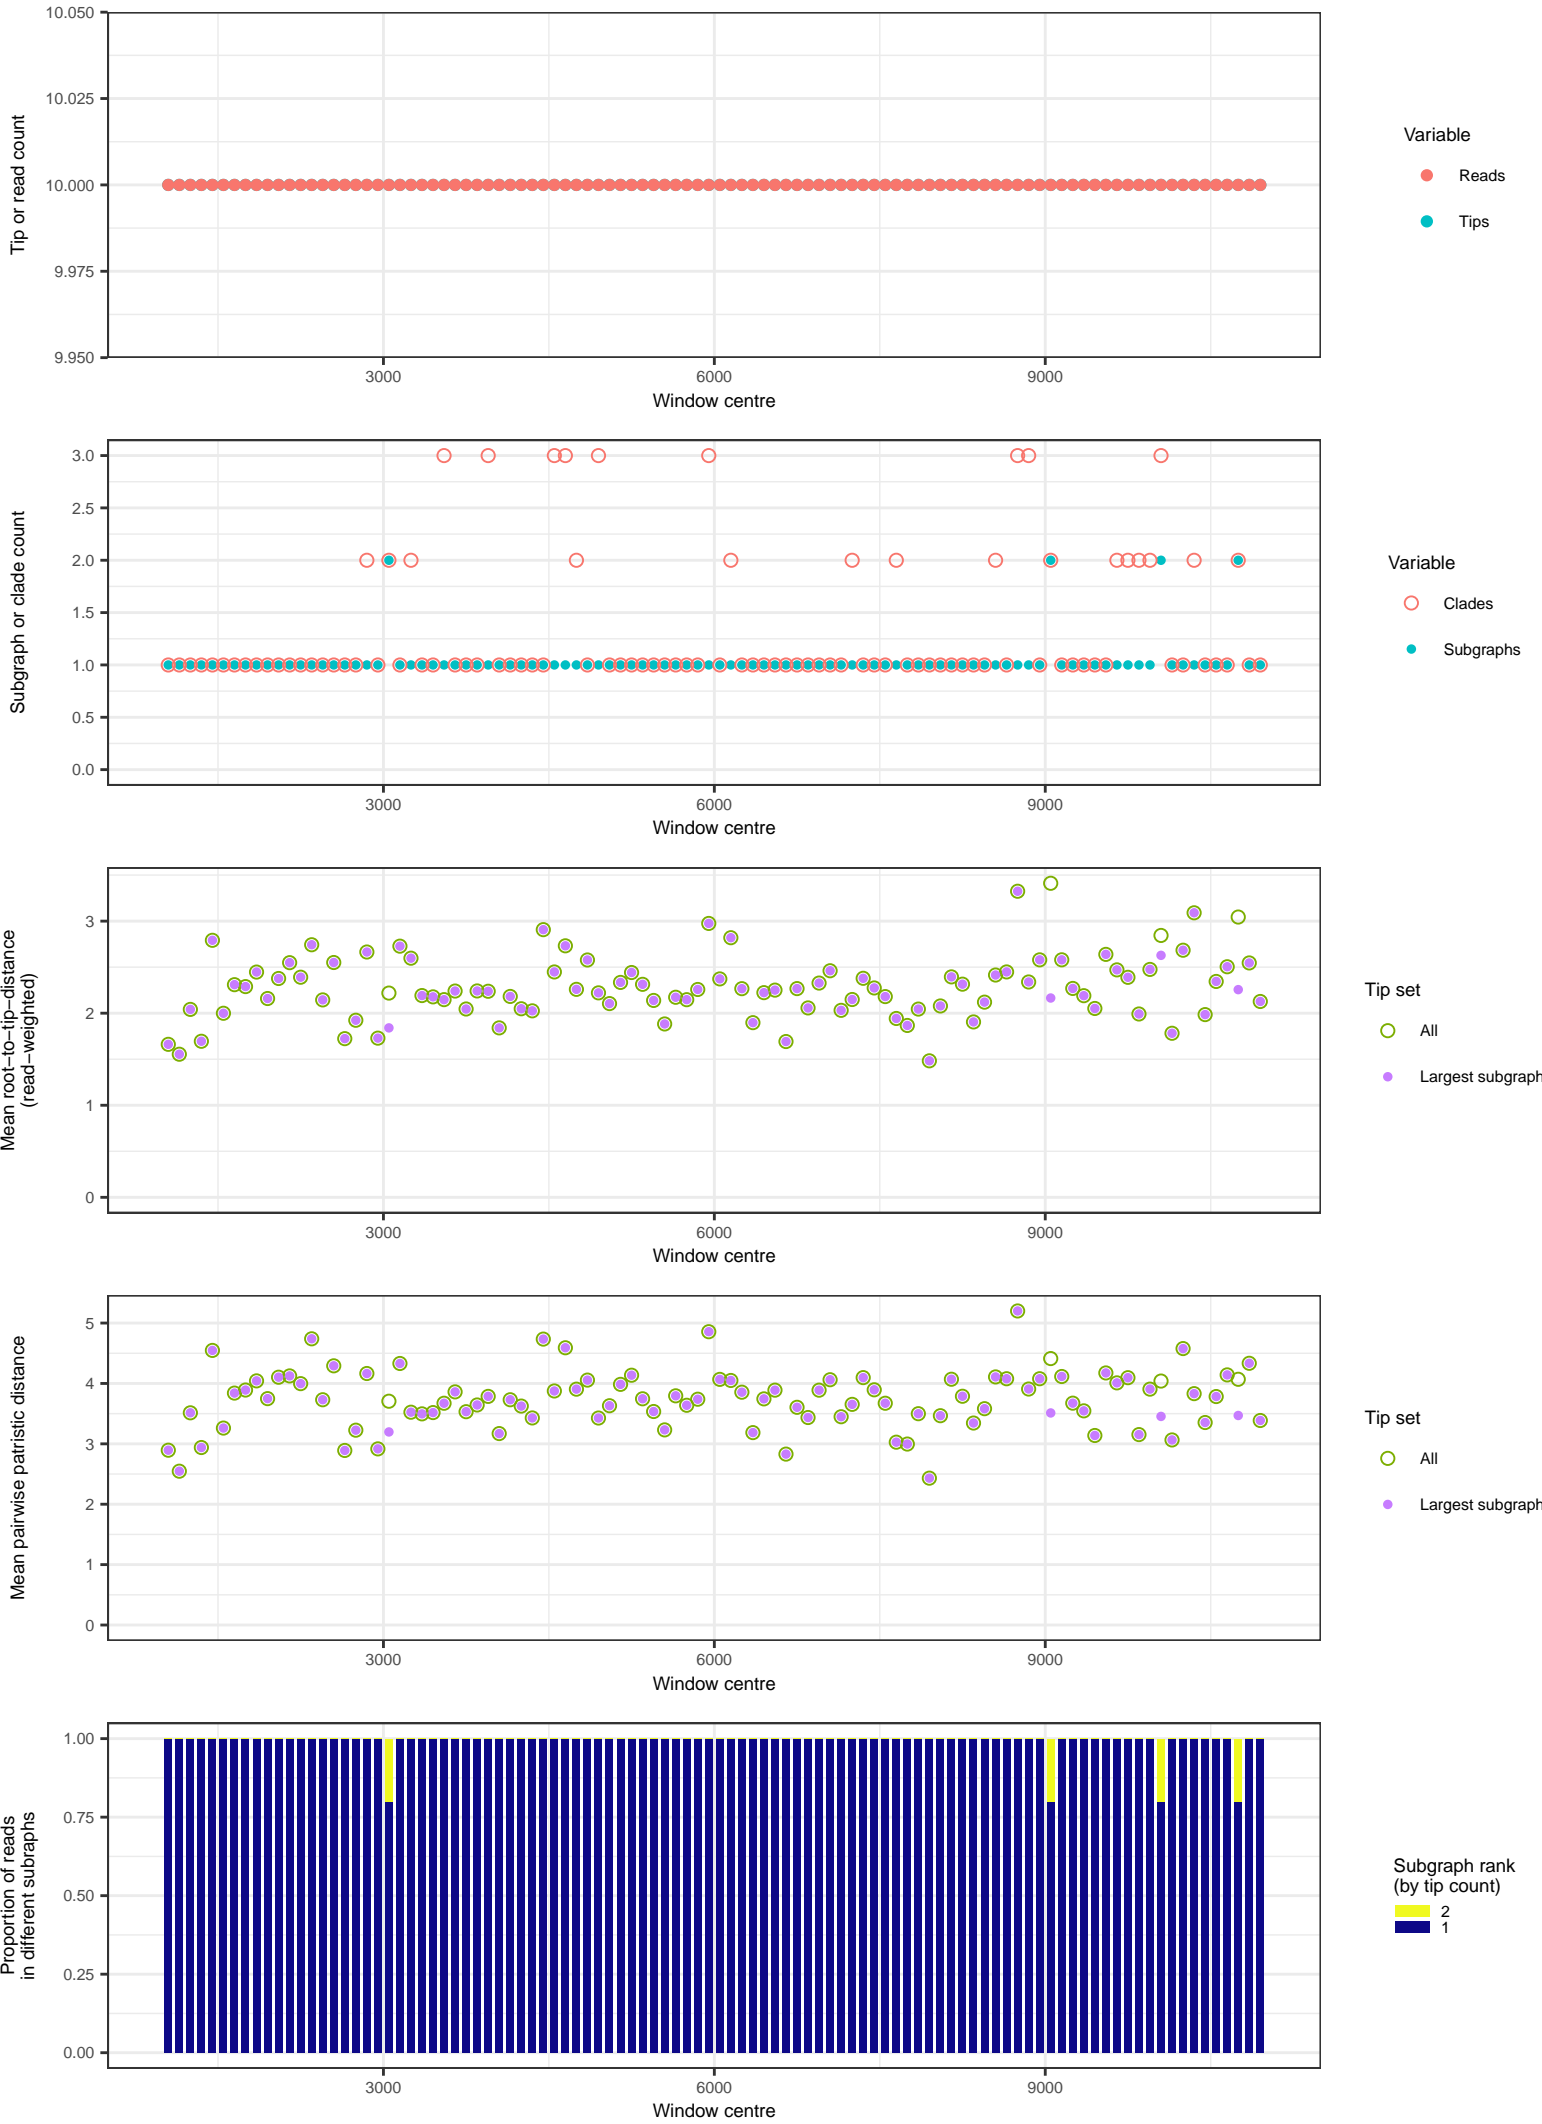 10.050
10.025
10.000
9.975
9.950
Tip or read count
3000 6000 9000
Window centre
Variable
Reads
Tips
3.0
2.5
2.0
1.5
1.0
0.5
0.0
Subgraph or clade count
3000 6000 9000
Window centre
Variable
Clades
Subgraphs
3
2
1
0
Mean root−to−tip−distance
(read−weighted)
3000 6000 9000
Window centre
Tip set
All
Largest subgraph
5
4
3
2
1
0
Mean pairwise patristic distance
3000 6000 9000
Window centre
Tip set
All
Largest subgraph
1.00
0.75
0.50
0.25
0.00
Proportion of reads
in different subraphs
3000 6000 9000
Window centre
Subgraph rank
(by tip count)
2
1